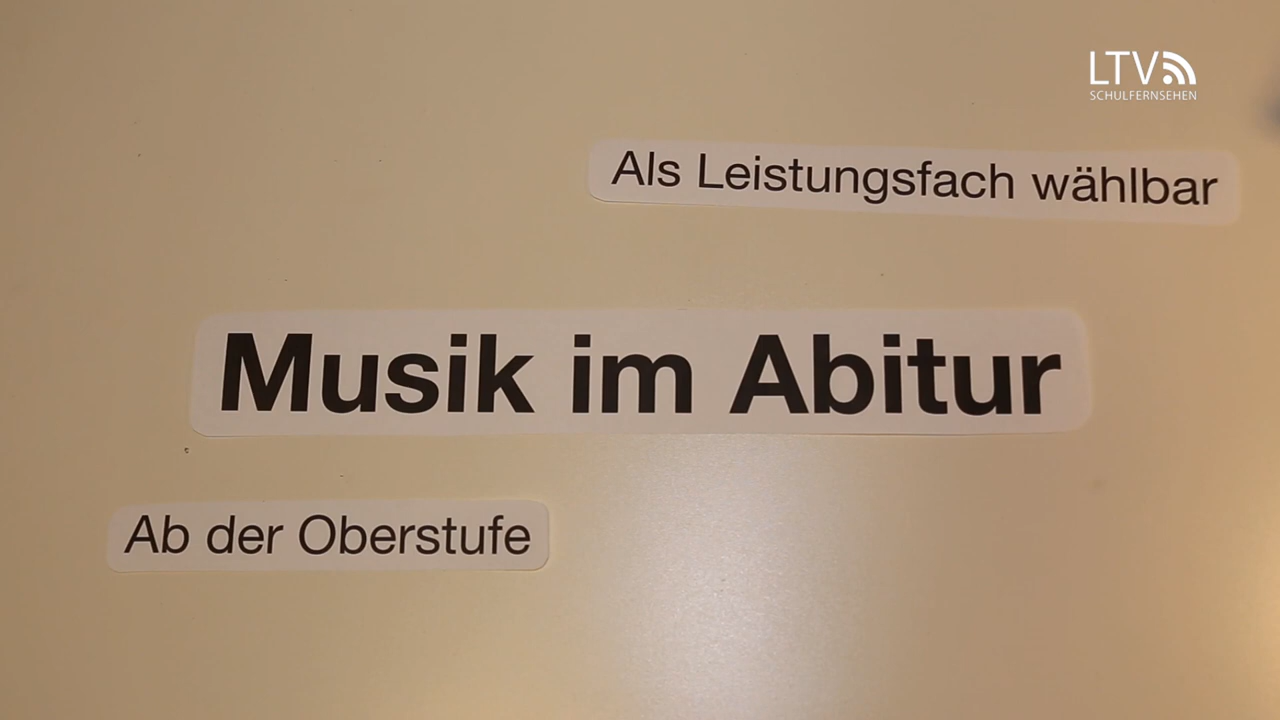 LTV
SCHULFERNSEHEN
Als Leistungsfach wählbar
Musik im Abitur
Ab der Oberstufe